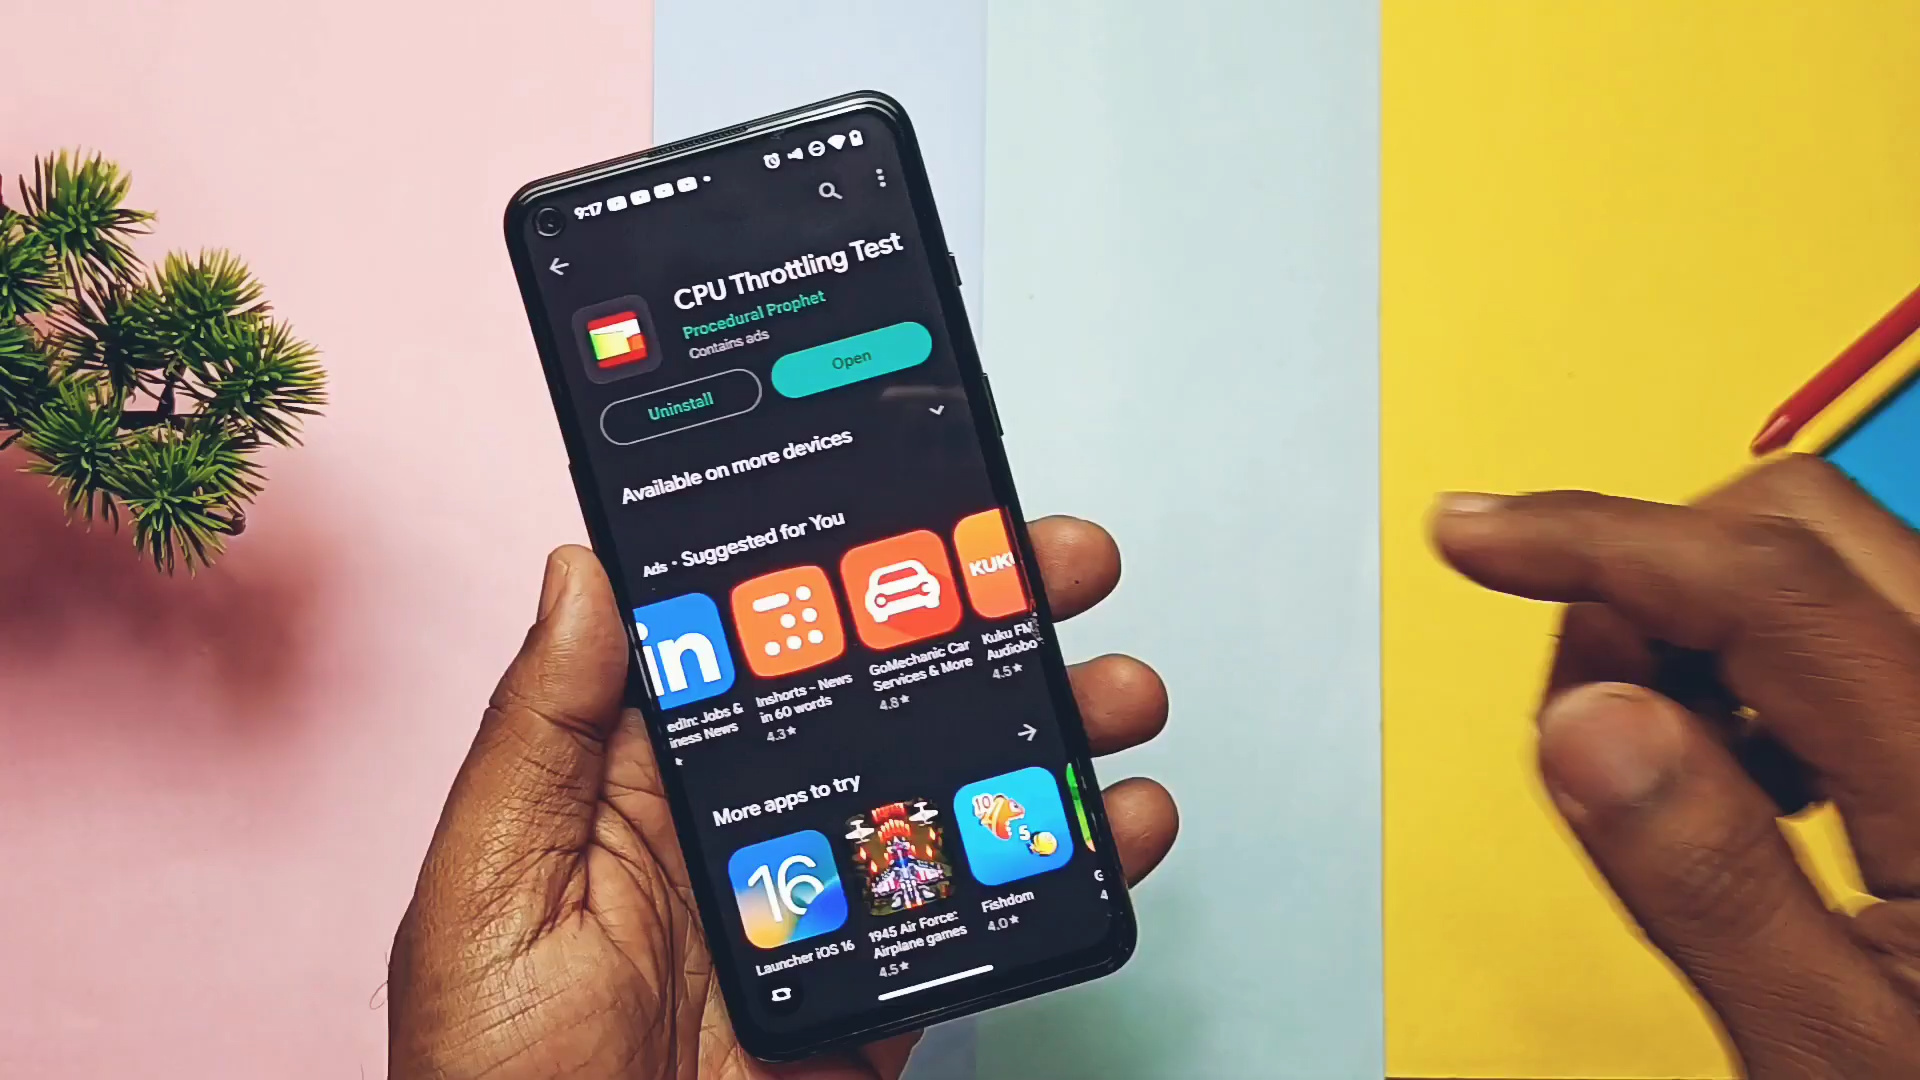 9:17
CPU Throttling Test
Procedural Prophet
Contains ads
Uninstall
Open
Available on more devices
Ads • Suggested for You
in
KUKU
edIn: Jobs &
iness News
Inshorts - News
in 60 words
4.3★
GoMechanic Car
Services & More
4.8★
Kuku FM
Audiobo
4.5★
More apps to try
16
10
5
Launcher iOS 16
1945 Air Force:
Airplane games
4.5★
Fishdom
4.0★
G
4